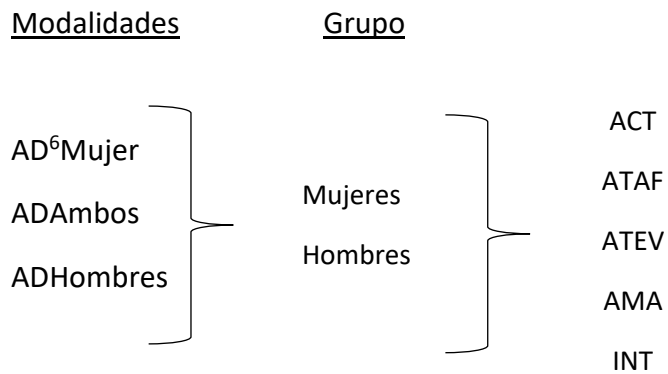 Modalidades
Grupo
AD⁶Mujer
ADAmbos
ADHombres
Mujeres
Hombres
ACT
ATAF
ATEV
AMA
INT